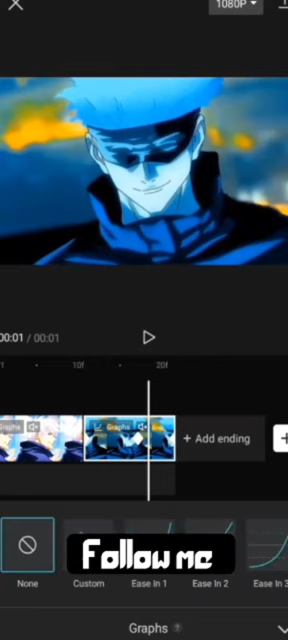 1080P
00:01 / 00:01
10f
20f
Graphs
Graphs
+ Add ending
Follow me
None
Custom
Ease In 1
Ease In 2
Ease In 3
Graphs